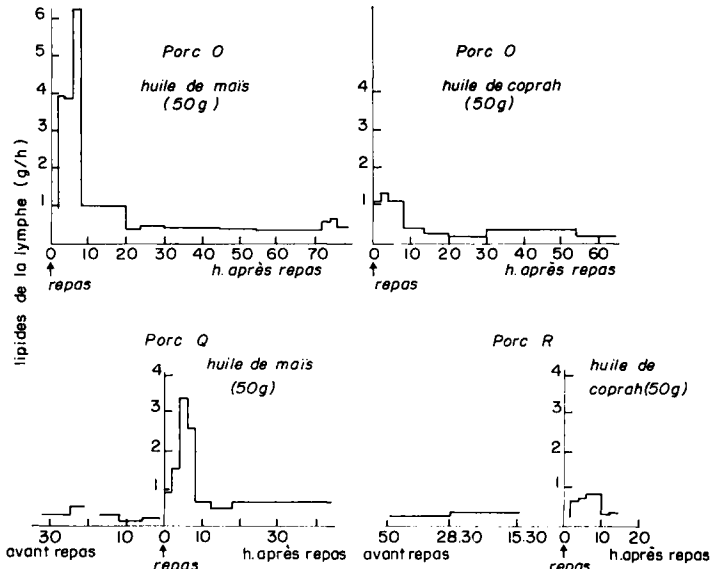 lipides de la lymphe (g/h)
Porc O
huile de maïs
(50g)
6
5
4
3
2
1
0 10 20 30 40 50 60 70
h. après repas
repas
Porc O
huile de coprah
(50g)
4
3
2
1
0 10 20 30 40 50 60
h. après repas
repas
Porc Q
huile de maïs
(50g)
4
3
2
1
30 10 0 10 30
avant repas
h. après repas
repas
Porc R
huile de
coprah (50g)
4
3
2
1
50 28.30 15.30 0 20
avant repas
h. après repas
repas